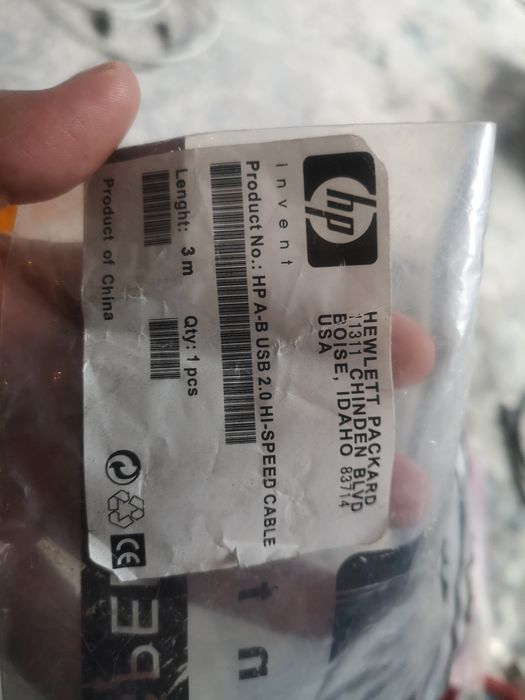 hp
invent
HEWLETT PACKARD
11311 CHINDEN BLVD
BOISE, IDAHO 83714
USA
Product No.: HP A-B USB 2.0 HI-SPEED CABLE
Lenght: 3 m
Qty: 1 pcs
Product of China
CE